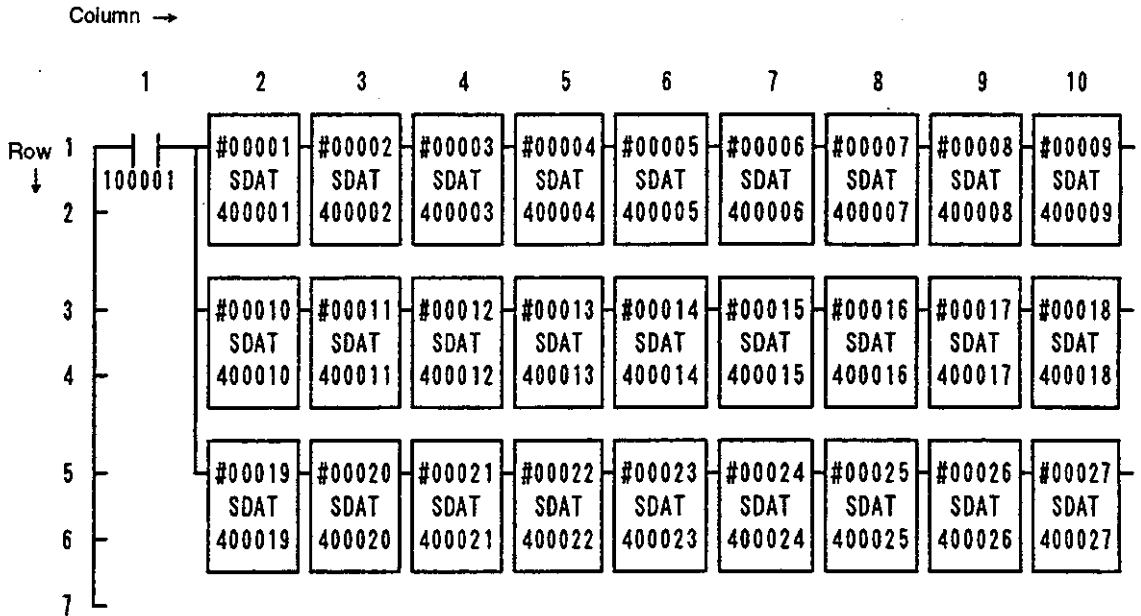 Column →
1 2 3 4 5 6 7 8 9 10
Row 1 #00001 #00002 #00003 #00004 #00005 #00006 #00007 #00008 #00009
↓ 100001 SDAT SDAT SDAT SDAT SDAT SDAT SDAT SDAT SDAT
2 400001 400002 400003 400004 400005 400006 400007 400008 400009
3 #00010 #00011 #00012 #00013 #00014 #00015 #00016 #00017 #00018
SDAT SDAT SDAT SDAT SDAT SDAT SDAT SDAT SDAT
4 400010 400011 400012 400013 400014 400015 400016 400017 400018
5 #00019 #00020 #00021 #00022 #00023 #00024 #00025 #00026 #00027
SDAT SDAT SDAT SDAT SDAT SDAT SDAT SDAT SDAT
6 400019 400020 400021 400022 400023 400024 400025 400026 400027
7